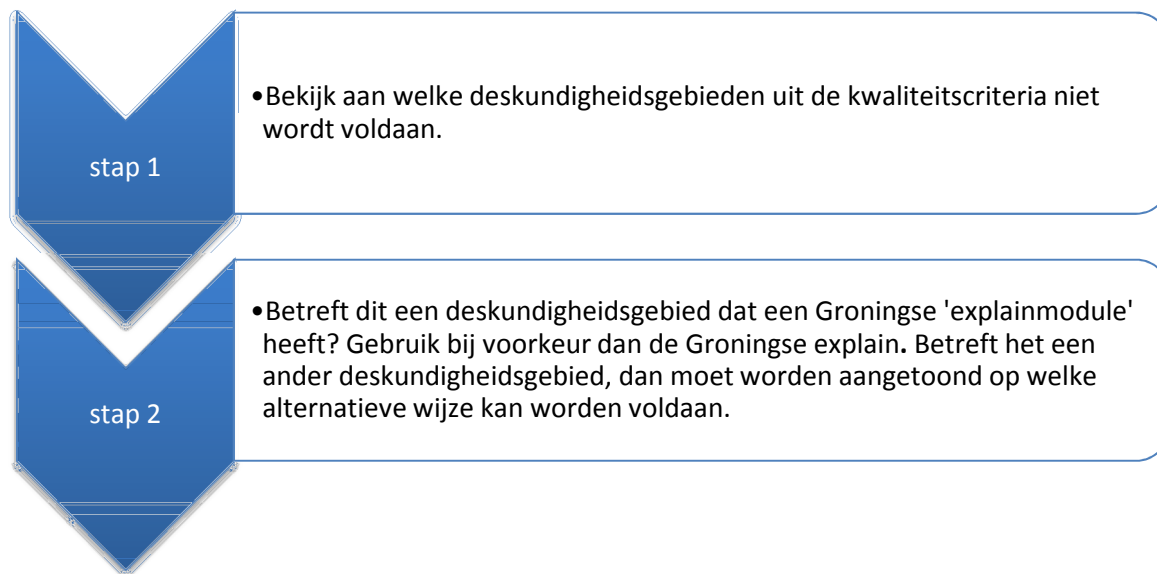 stap 1
•Bekijk aan welke deskundigheidsgebieden uit de kwaliteitscriteria niet
wordt voldaan.
stap 2
•Betreft dit een deskundigheidsgebied dat een Groningse 'explainmodule'
heeft? Gebruik bij voorkeur dan de Groningse explain. Betreft het een
ander deskundigheidsgebied, dan moet worden aangetoond op welke
alternatieve wijze kan worden voldaan.